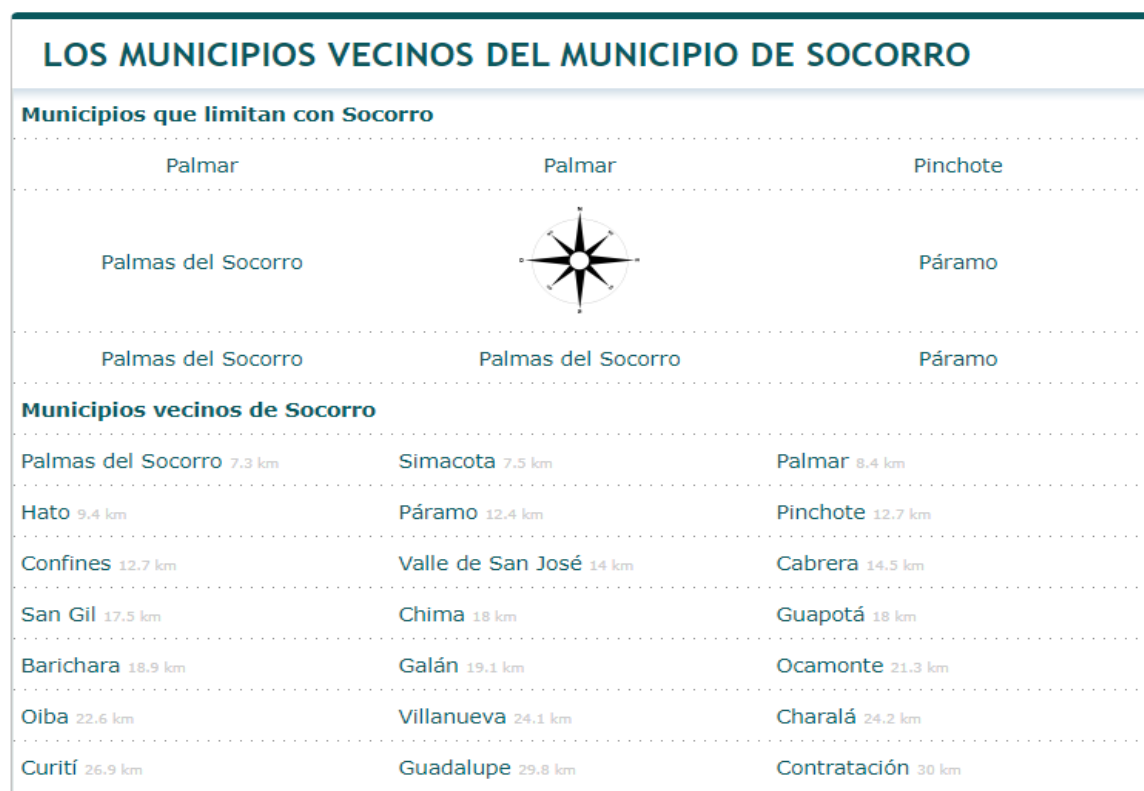 LOS MUNICIPIOS VECINOS DEL MUNICIPIO DE SOCORRO
Municipios que limitan con Socorro
Palmar Palmar Pinchote
Palmas del Socorro Páramo
Palmas del Socorro Palmas del Socorro Páramo
Municipios vecinos de Socorro
Palmas del Socorro 7.3 km Simacota 7.5 km Palmar 8.4 km
Hato 9.4 km Páramo 12.4 km Pinchote 12.7 km
Confines 12.7 km Valle de San José 14 km Cabrera 14.5 km
San Gil 17.5 km Chima 18 km Guapotá 18 km
Barichara 18.9 km Galán 19.1 km Ocamonte 21.3 km
Oiba 22.6 km Villanueva 24.1 km Charalá 24.2 km
Curití 26.9 km Guadalupe 29.8 km Contratación 30 km